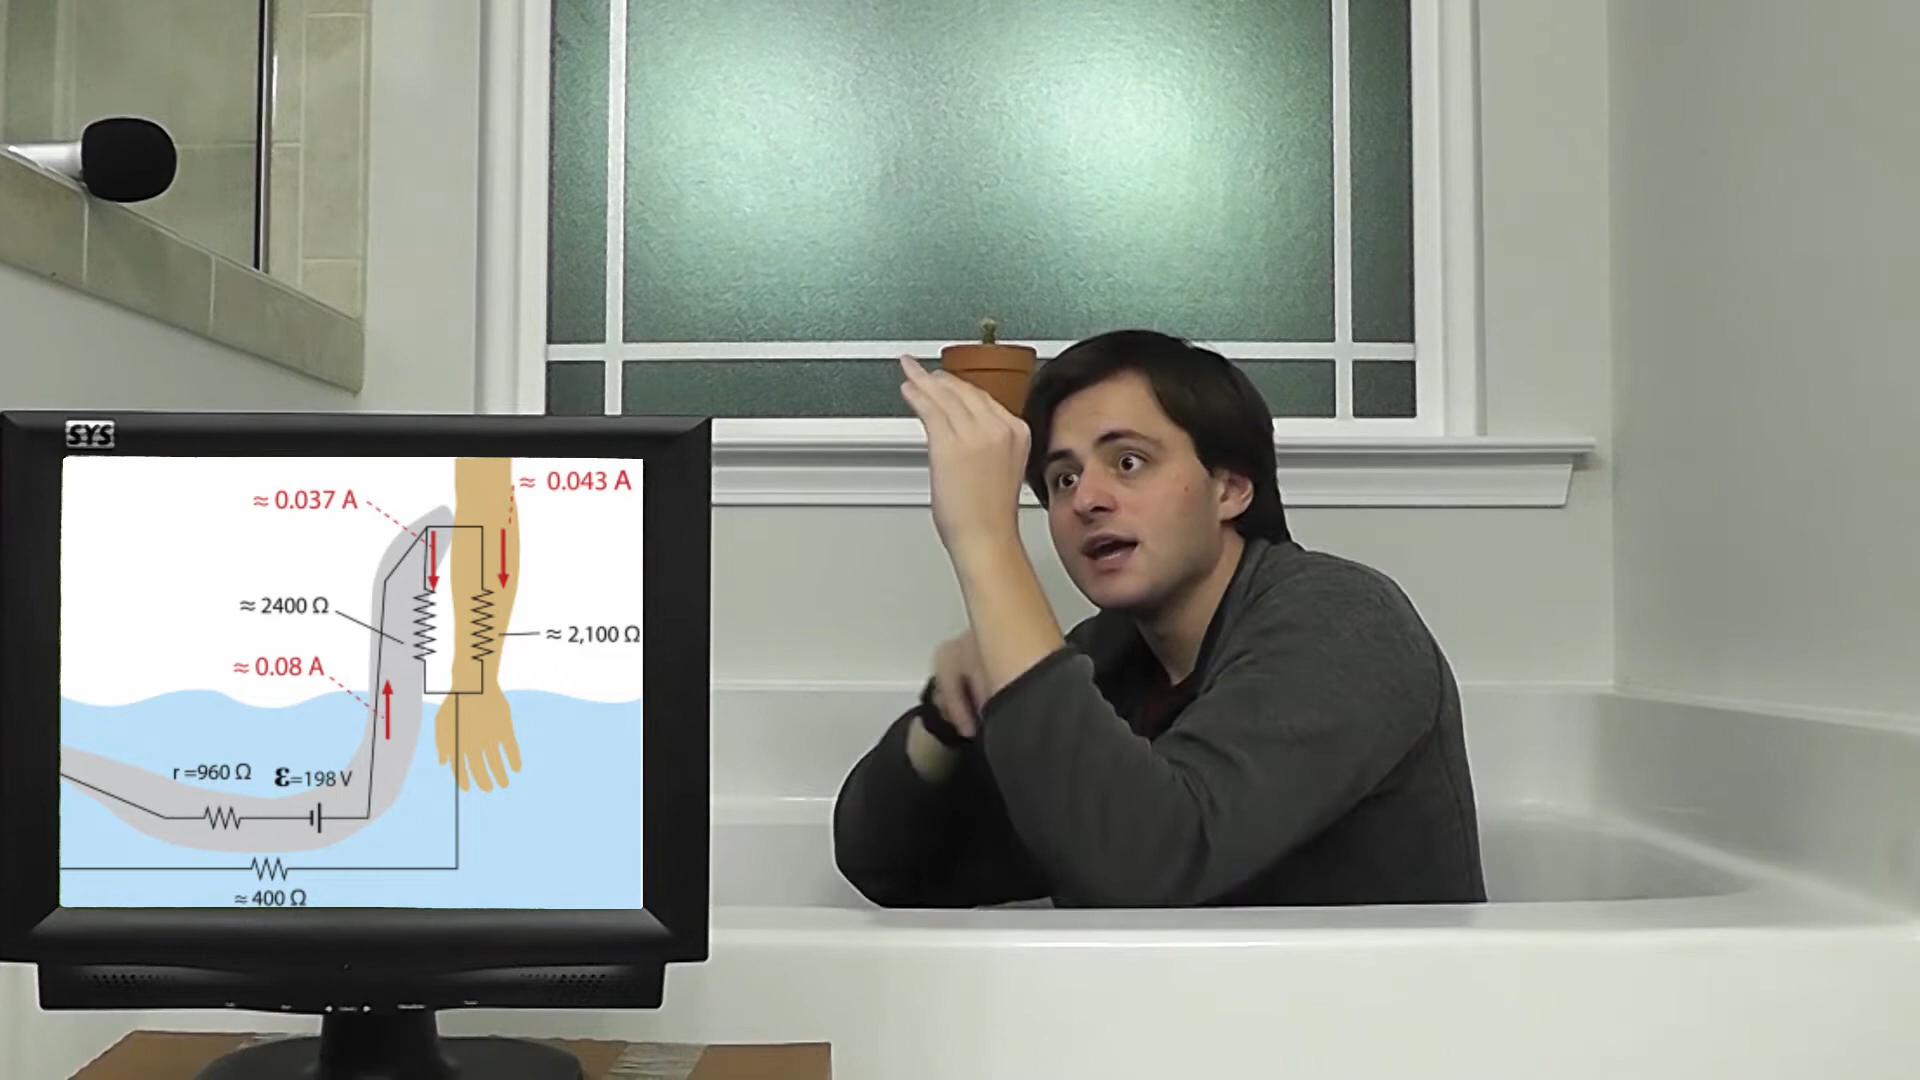 SYS
≈ 0.037 A
≈ 0.043 A
≈ 2400 Ω
≈ 2,100 Ω
≈ 0.08 A
r =960 Ω
ε=198 V
≈ 400 Ω